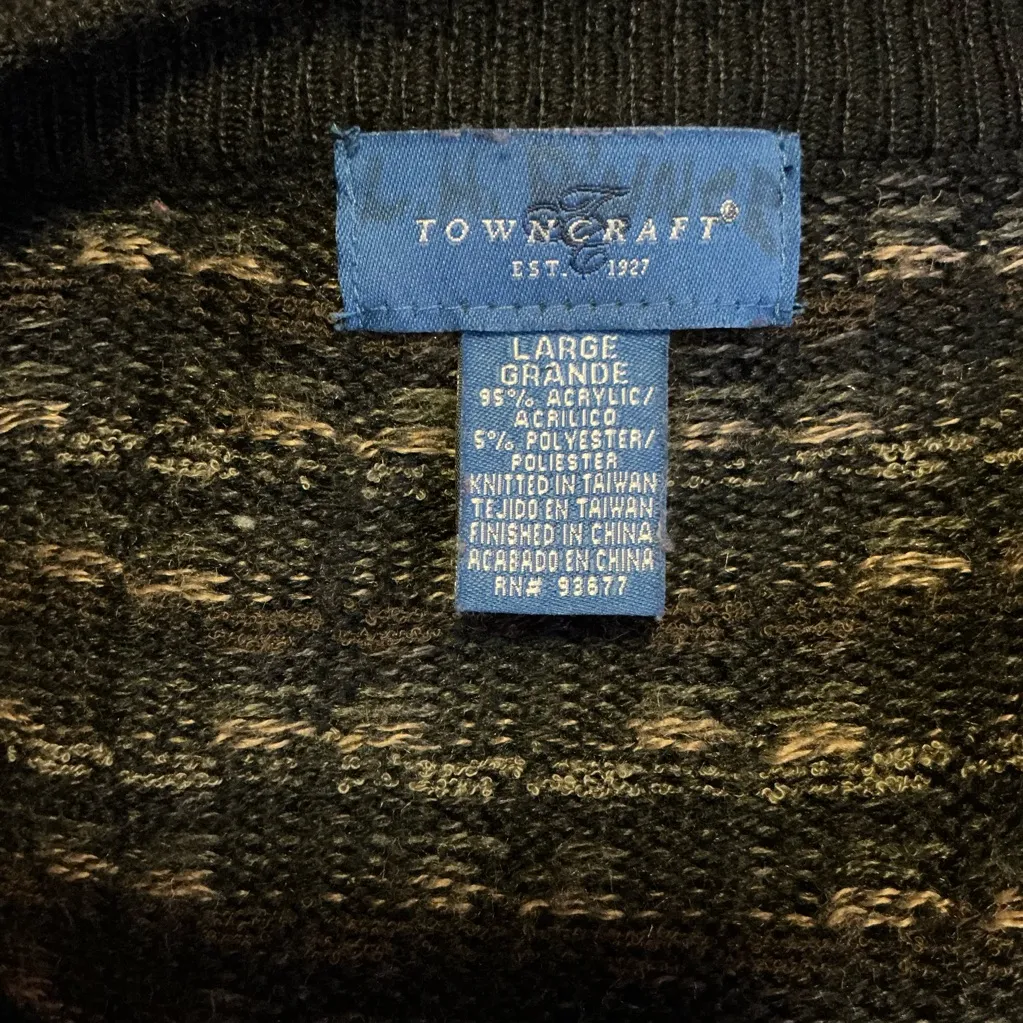 TOWNCRAFT®
EST. 1927
LARGE
GRANDE
95% ACRYLIC/
ACRILICO
5% POLYESTER/
POLIESTER
KNITTED IN TAIWAN
TEJIDO EN TAIWAN
FINISHED IN CHINA
ACABADO EN CHINA
RN# 93677